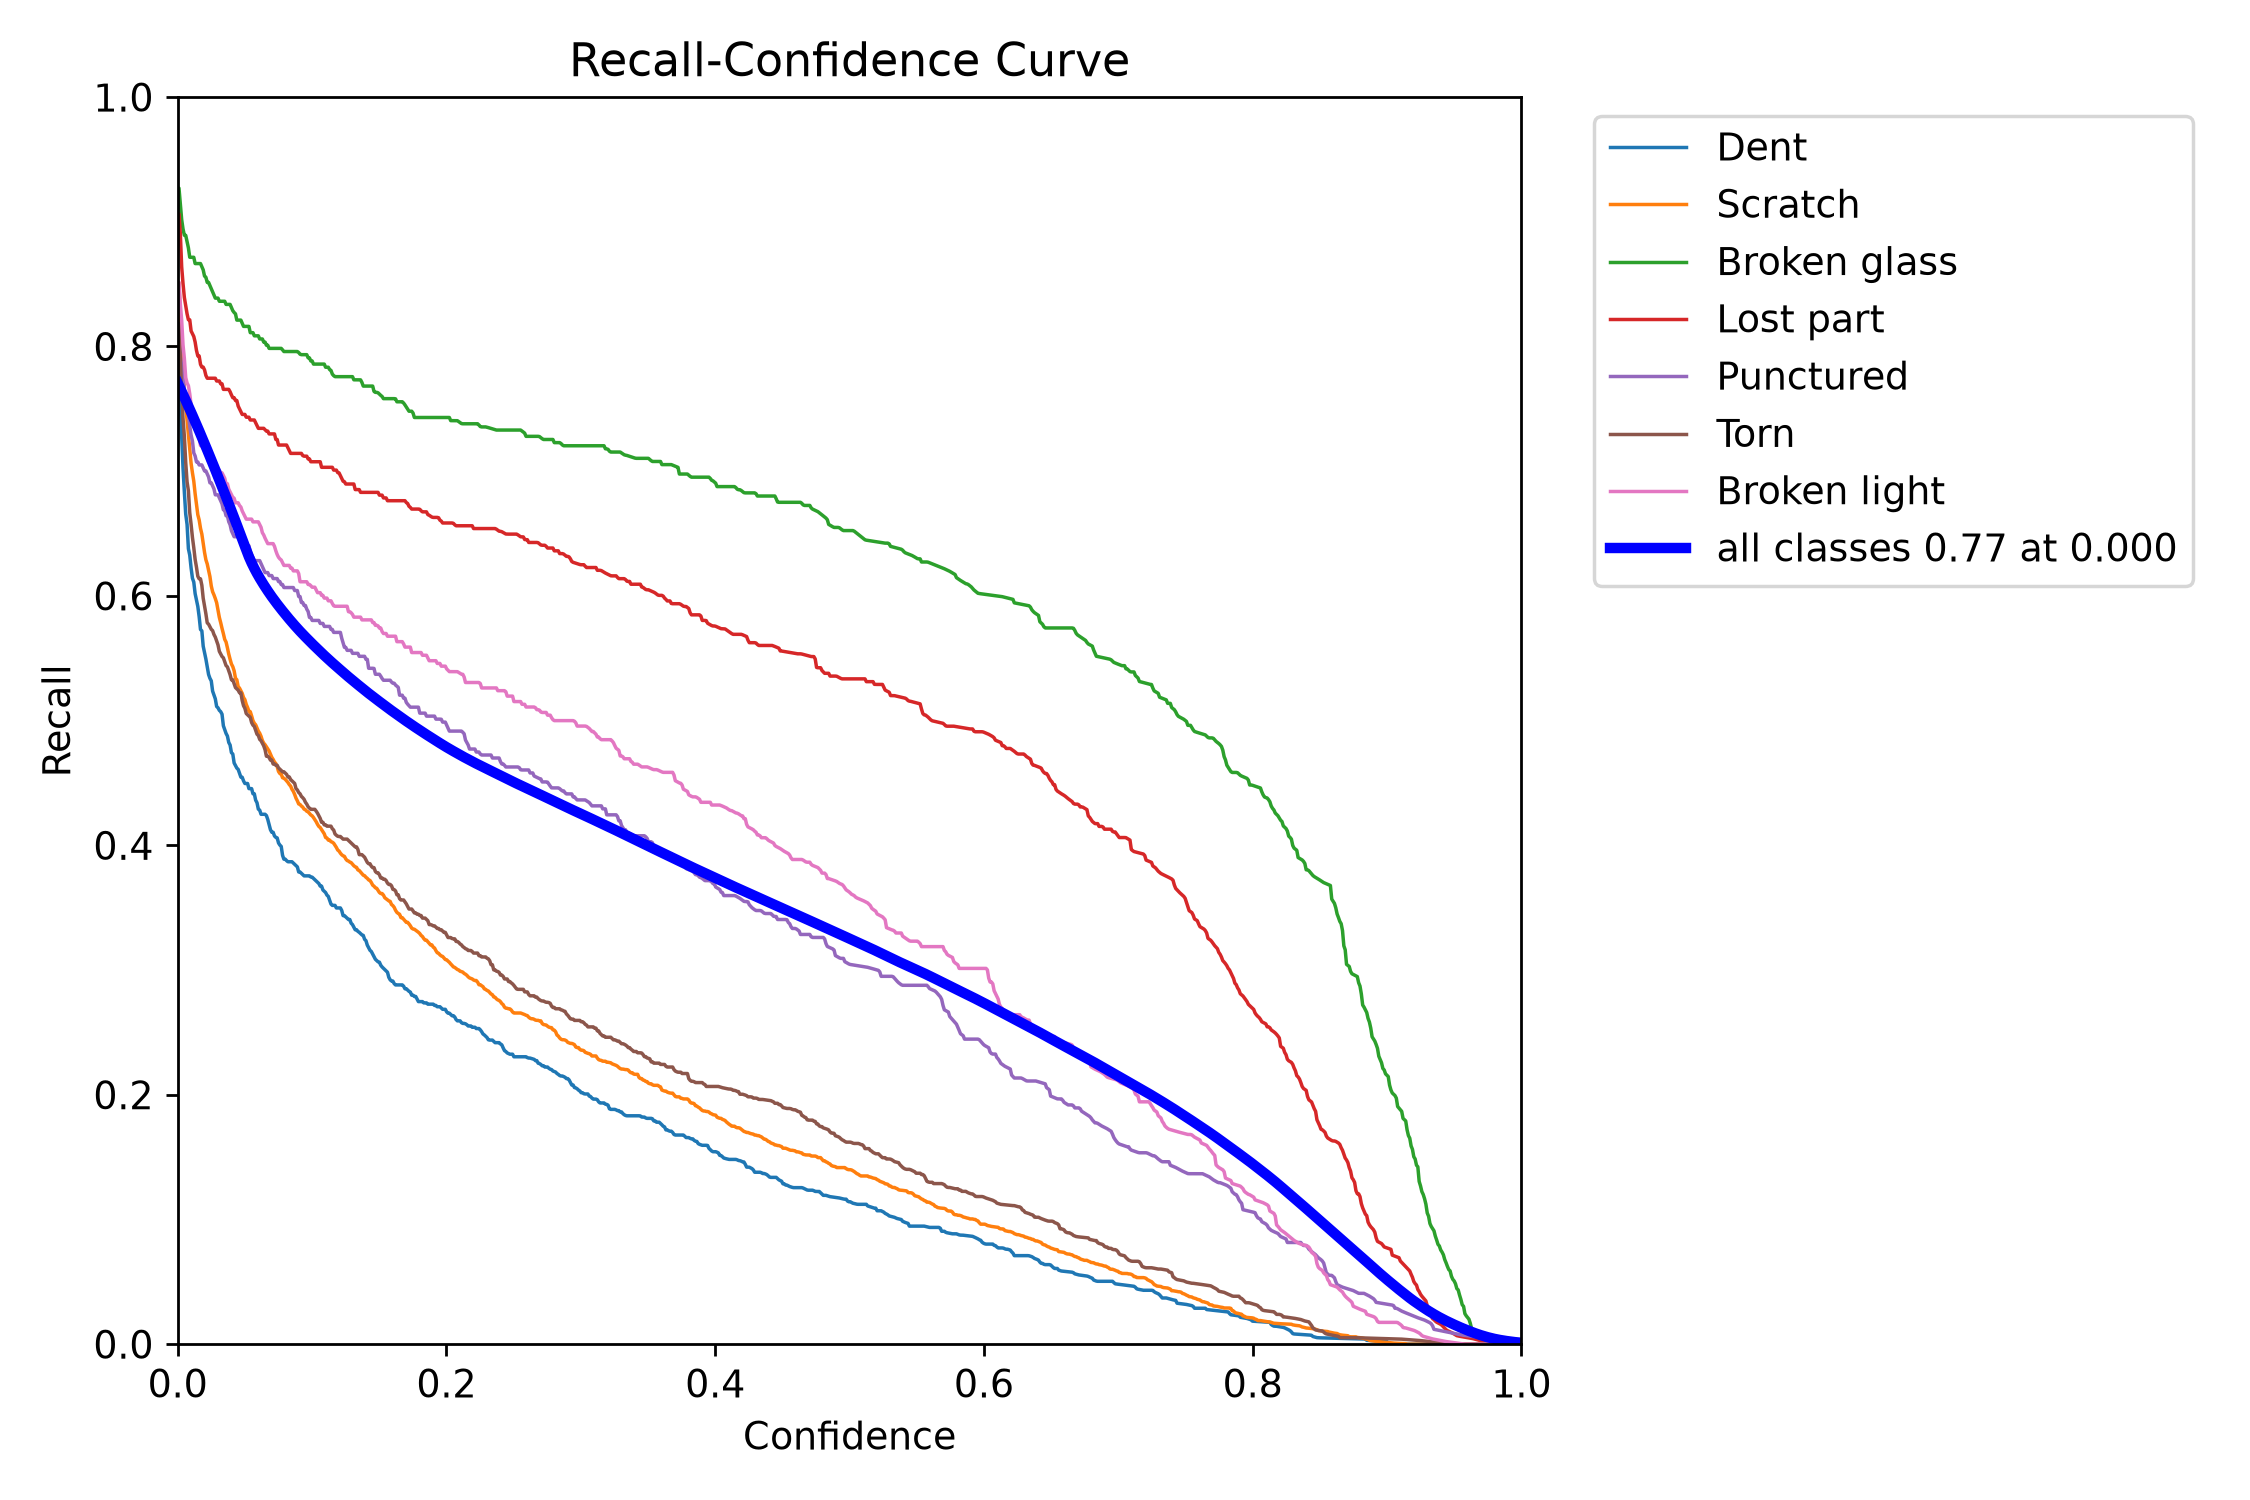 Recall-Confidence Curve
1.0
0.8
0.6
0.4
0.2
0.0
Recall
0.0 0.2 0.4 0.6 0.8 1.0
Confidence
Dent
Scratch
Broken glass
Lost part
Punctured
Torn
Broken light
all classes 0.77 at 0.000